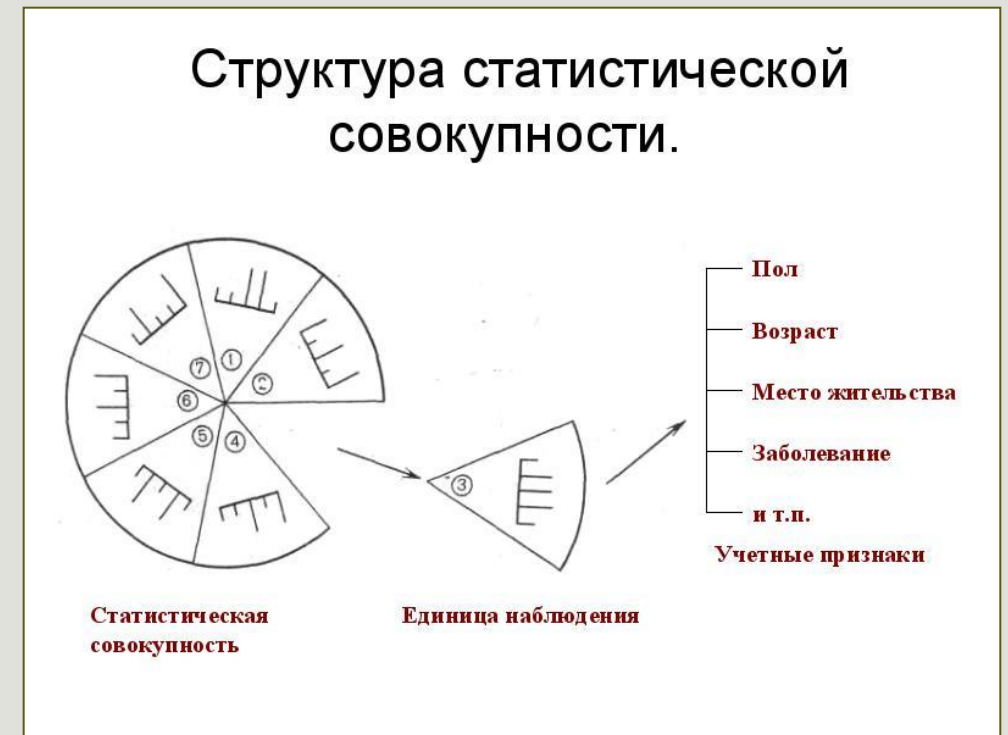 Структура статистической
совокупности.
①
②
③
④
⑤
⑥
⑦
Пол
Возраст
Место жительства
Заболевание
и т.п.
Учетные признаки
Статистическая
совокупность
Единица наблюдения